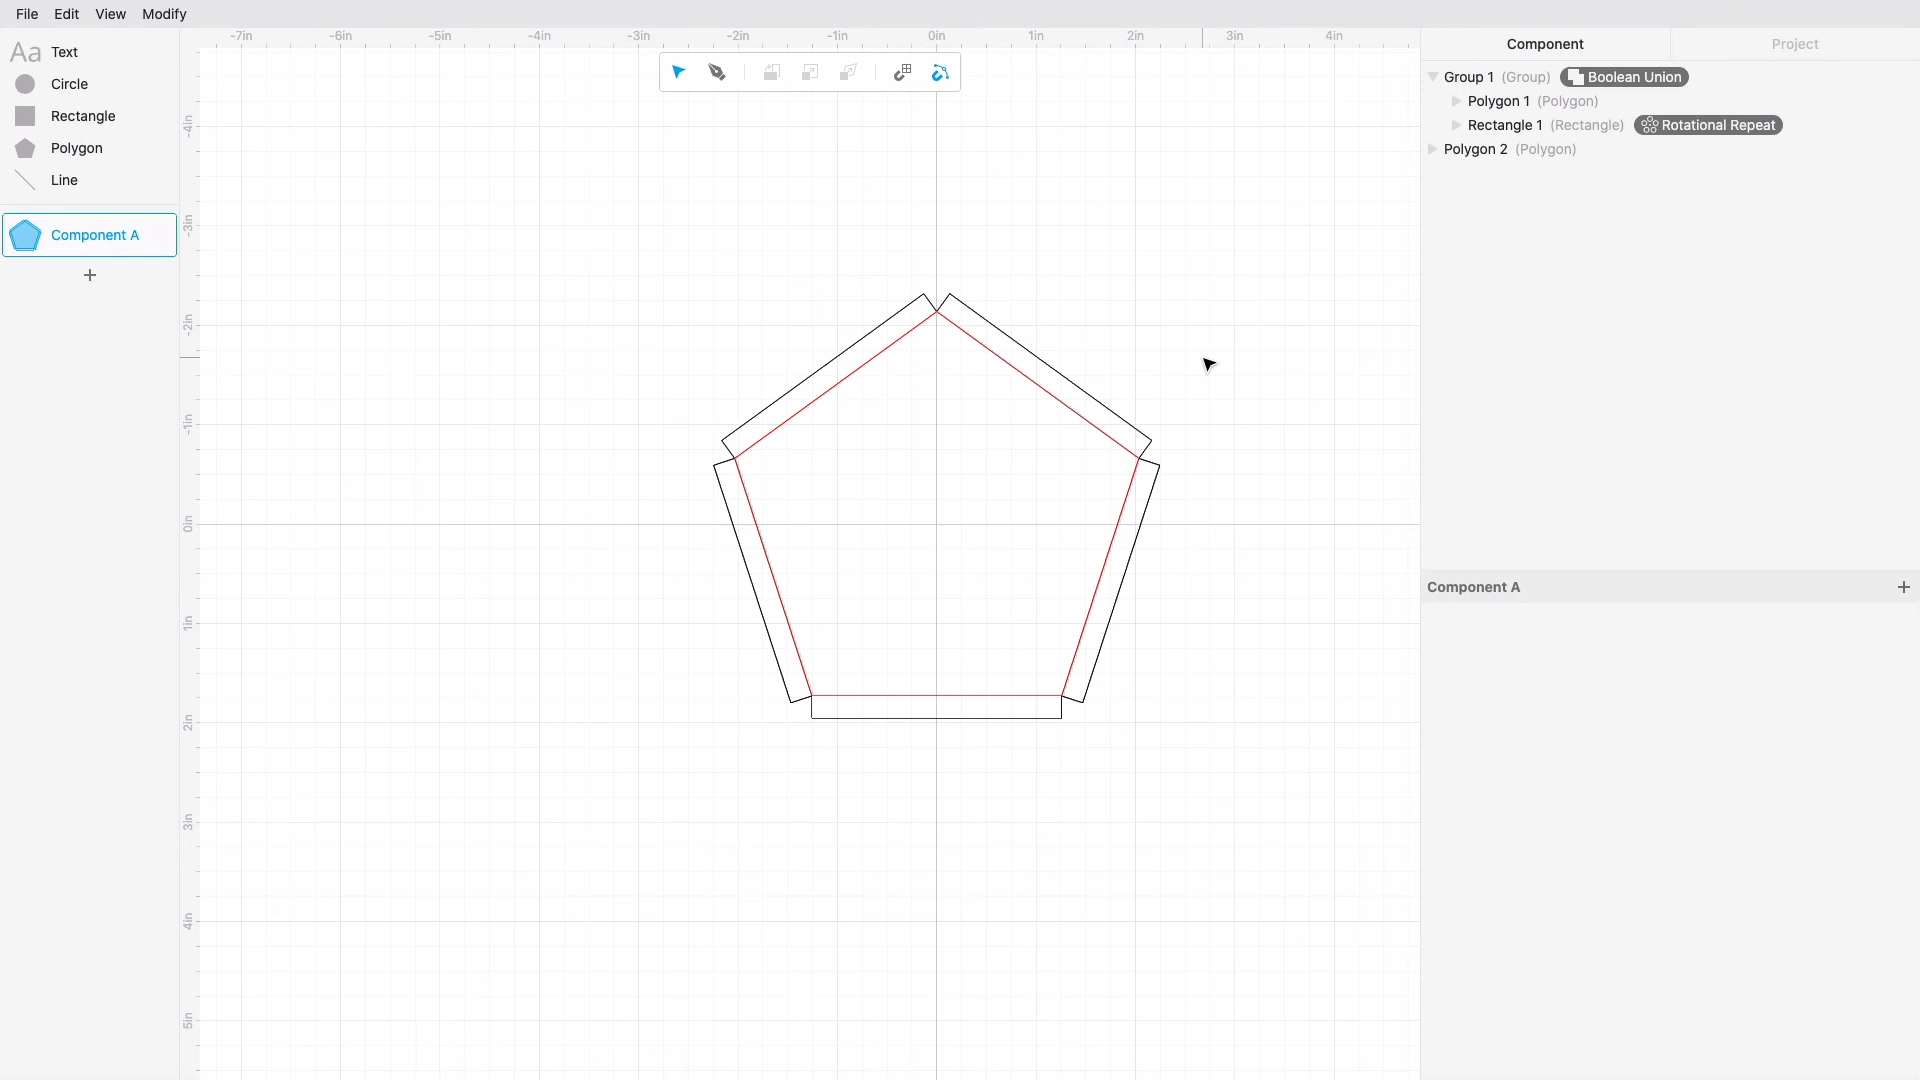 File Edit View Modify
Text
Circle
Rectangle
Polygon
Line
Component A
-7in -6in -5in -4in -3in -2in -1in 0in 1in 2in 3in 4in
-4in
-3in
-2in
-1in
0in
1in
2in
3in
4in
5in
Aa
Component Project
Group 1 (Group) Boolean Union
Polygon 1 (Polygon)
Rectangle 1 (Rectangle) Rotational Repeat
Polygon 2 (Polygon)
Component A